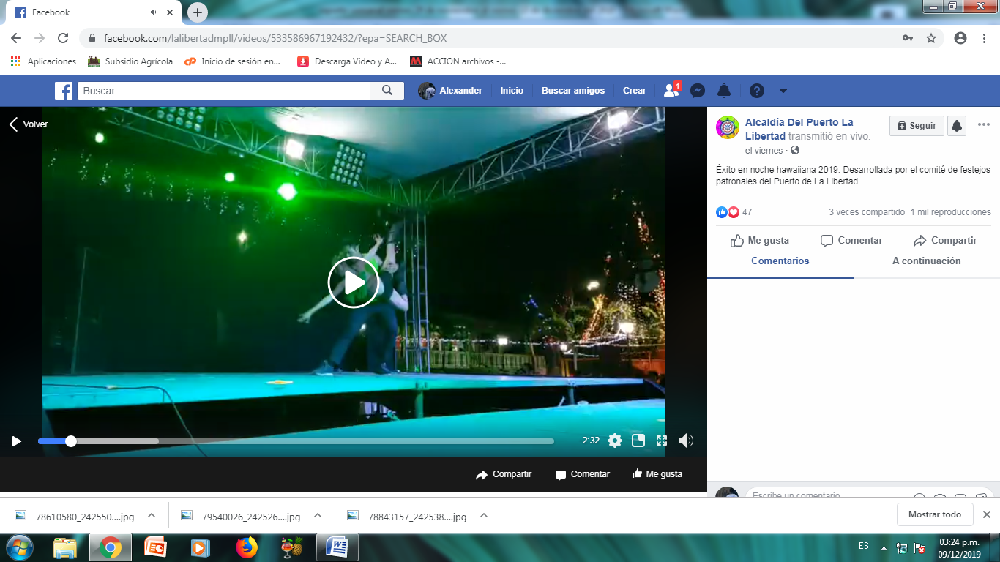 Facebook
facebook.com/lalibertadmpll/videos/533586967192432/?epa=SEARCH_BOX
Aplicaciones Subsidio Agrícola Inicio de sesión en... Descarga Video y A... ACCION archivos -...
Buscar Alexander Inicio Buscar amigos Crear 1
Volver
Alcaldía Del Puerto La
Libertad transmitió en vivo.
el viernes ·
Seguir
Éxito en noche hawaiiana 2019. Desarrollada por el comité de festejos
patronales del Puerto de La Libertad
47 3 veces compartido 1 mil reproducciones
Me gusta Comentar Compartir
Comentarios A continuación
-2:32
Compartir Comentar Me gusta
Escribe un comentario
78610580_242550....jpg 79540026_242526....jpg 78843157_242538....jpg Mostrar todo
ES 03:24 p.m.
09/12/2019